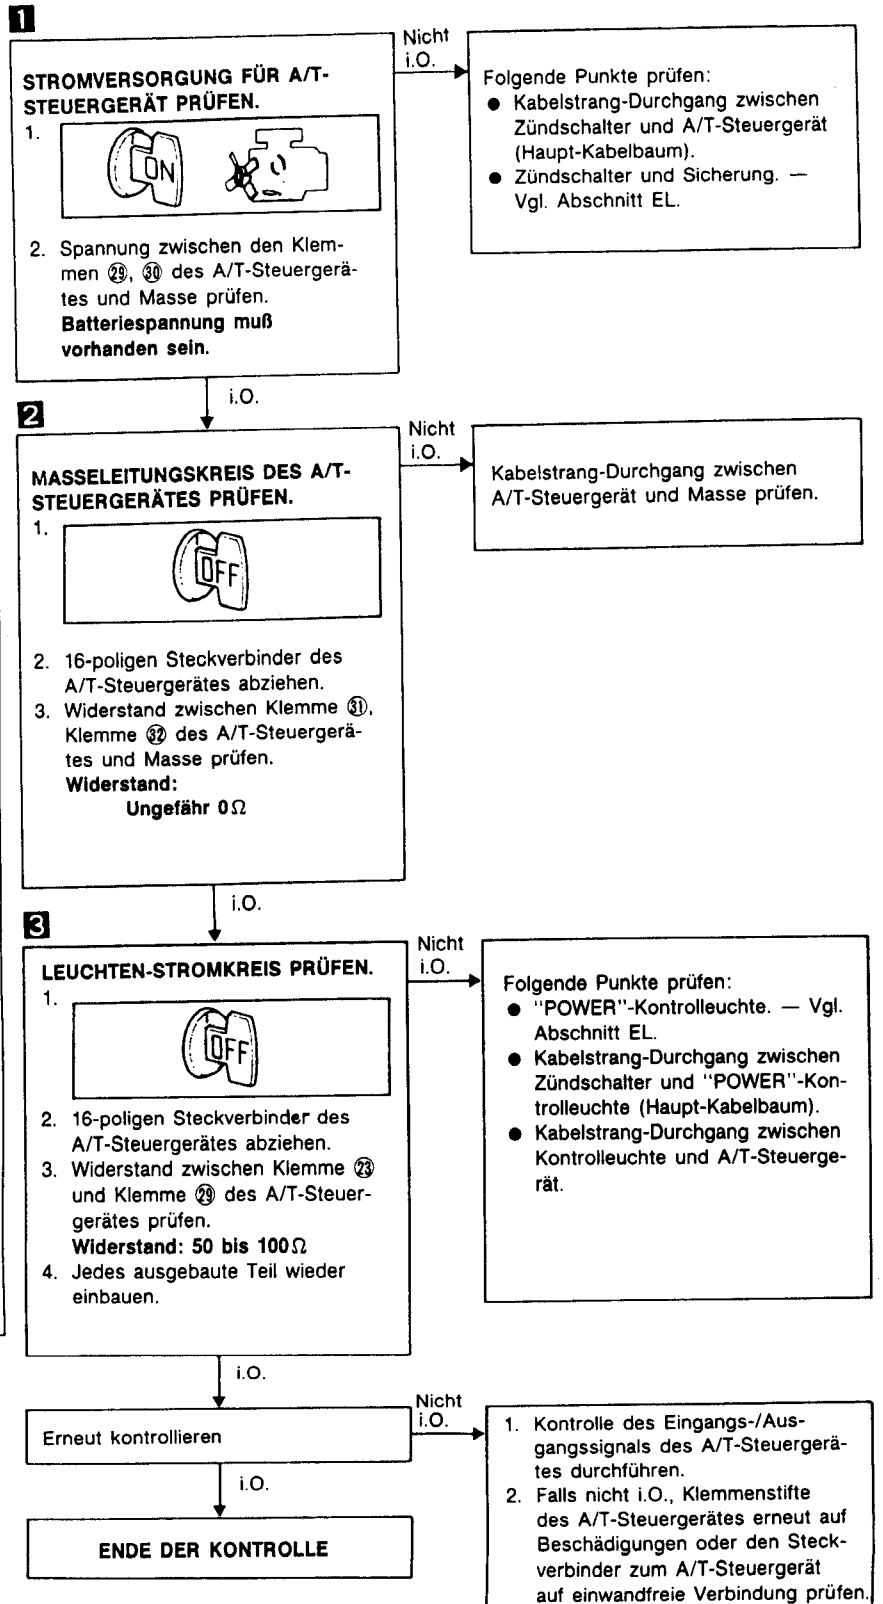 1
STROMVERSORGUNG FÜR A/T-
STEUERGERÄT PRÜFEN.
1.
ON
2. Spannung zwischen den Klem-
men ㉙, ㉚ des A/T-Steuergerä-
tes und Masse prüfen.
Batteriespannung muß
vorhanden sein.
Nicht
i.O.
Folgende Punkte prüfen:
● Kabelstrang-Durchgang zwischen
Zündschalter und A/T-Steuergerät
(Haupt-Kabelbaum).
● Zündschalter und Sicherung. —
Vgl. Abschnitt EL.
i.O.
2
MASSELEITUNGSKREIS DES A/T-
STEUERGERÄTES PRÜFEN.
1.
OFF
2. 16-poligen Steckverbinder des
A/T-Steuergerätes abziehen.
3. Widerstand zwischen Klemme ㉛,
Klemme ㉜ des A/T-Steuergerä-
tes und Masse prüfen.
Widerstand:
Ungefähr 0Ω
Nicht
i.O.
Kabelstrang-Durchgang zwischen
A/T-Steuergerät und Masse prüfen.
i.O.
3
LEUCHTEN-STROMKREIS PRÜFEN.
1.
OFF
2. 16-poligen Steckverbinder des
A/T-Steuergerätes abziehen.
3. Widerstand zwischen Klemme ㉓
und Klemme ㉙ des A/T-Steuer-
gerätes prüfen.
Widerstand: 50 bis 100Ω
4. Jedes ausgebaute Teil wieder
einbauen.
Nicht
i.O.
Folgende Punkte prüfen:
● "POWER"-Kontrolleuchte. — Vgl.
Abschnitt EL.
● Kabelstrang-Durchgang zwischen
Zündschalter und "POWER"-Kon-
trolleuchte (Haupt-Kabelbaum).
● Kabelstrang-Durchgang zwischen
Kontrolleuchte und A/T-Steuerge-
rät.
i.O.
Erneut kontrollieren
Nicht
i.O.
1. Kontrolle des Eingangs-/Aus-
gangssignals des A/T-Steuergerä-
tes durchführen.
2. Falls nicht i.O., Klemmenstifte
des A/T-Steuergerätes erneut auf
Beschädigungen oder den Steck-
verbinder zum A/T-Steuergerät
auf einwandfreie Verbindung prüfen.
i.O.
ENDE DER KONTROLLE